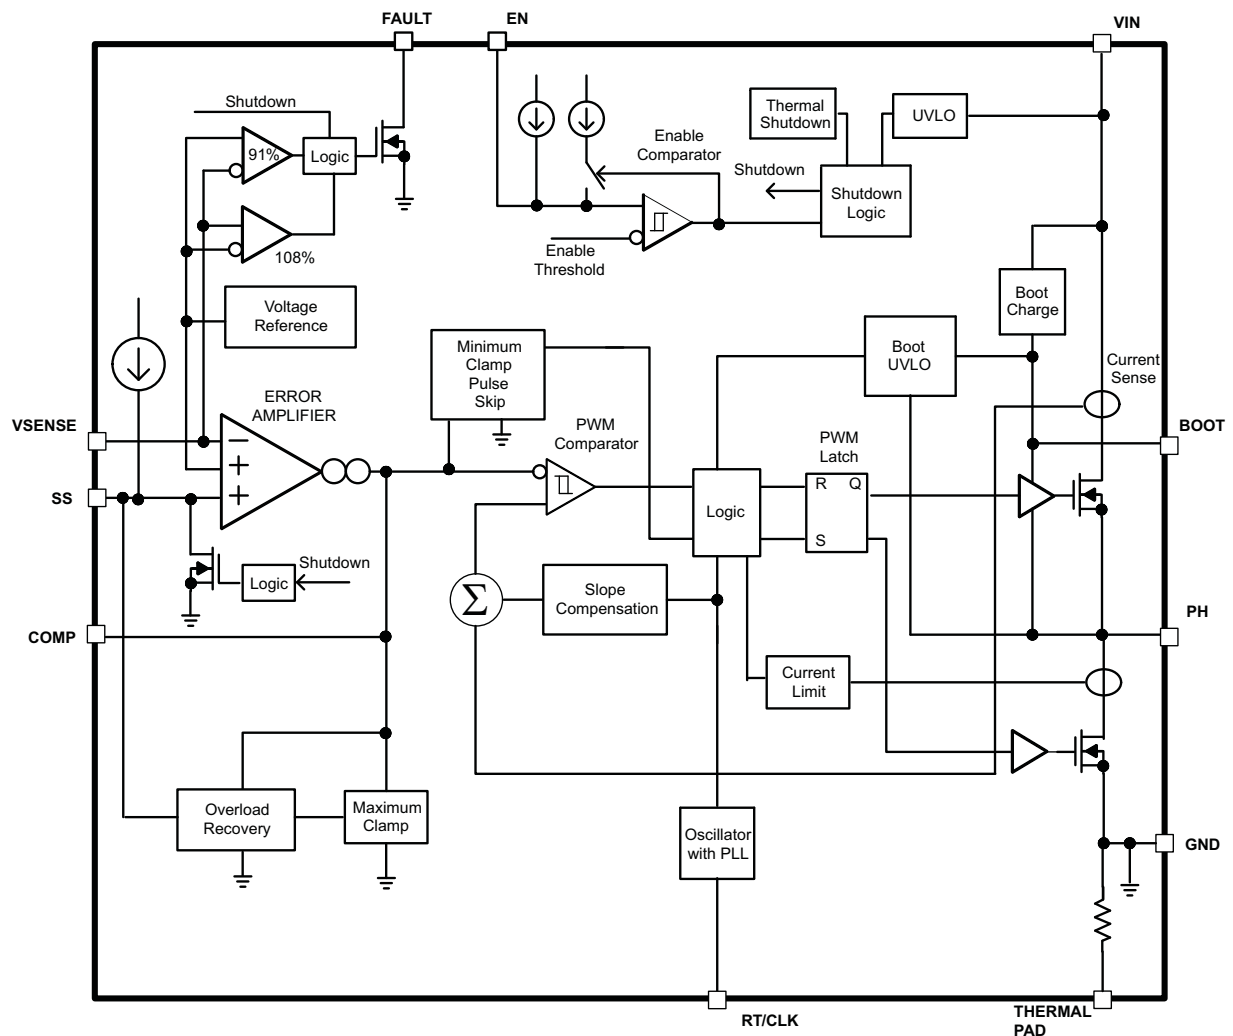 FAULT
EN
VIN
Shutdown
91%
Logic
108%
Enable
Comparator
Enable
Threshold
Thermal
Shutdown
UVLO
Shutdown
Shutdown
Logic
Voltage
Reference
Boot
Charge
Minimum
Clamp
Pulse
Skip
Boot
UVLO
Current
Sense
ERROR
AMPLIFIER
VSENSE
SS
−
+
+
PWM
Comparator
PWM
Latch
BOOT
Logic
R Q
S
Shutdown
Logic
Σ
Slope
Compensation
COMP
PH
Current
Limit
Overload
Recovery
Maximum
Clamp
Oscillator
with PLL
GND
RT/CLK
THERMAL
PAD